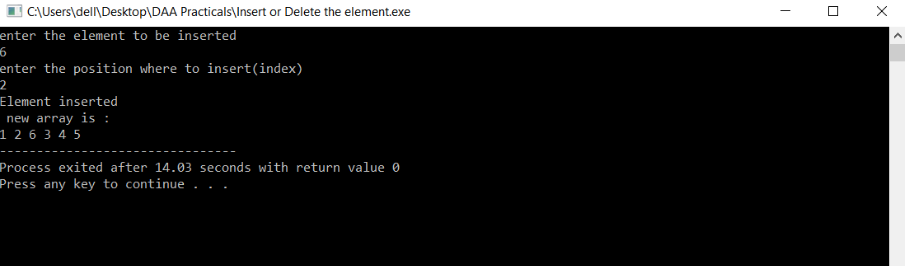 C:\Users\dell\Desktop\DAA Practicals\Insert or Delete the element.exe
enter the element to be inserted
6
enter the position where to insert(index)
2
Element inserted
 new array is :
1 2 6 3 4 5
--------------------------------
Process exited after 14.03 seconds with return value 0
Press any key to continue . . .